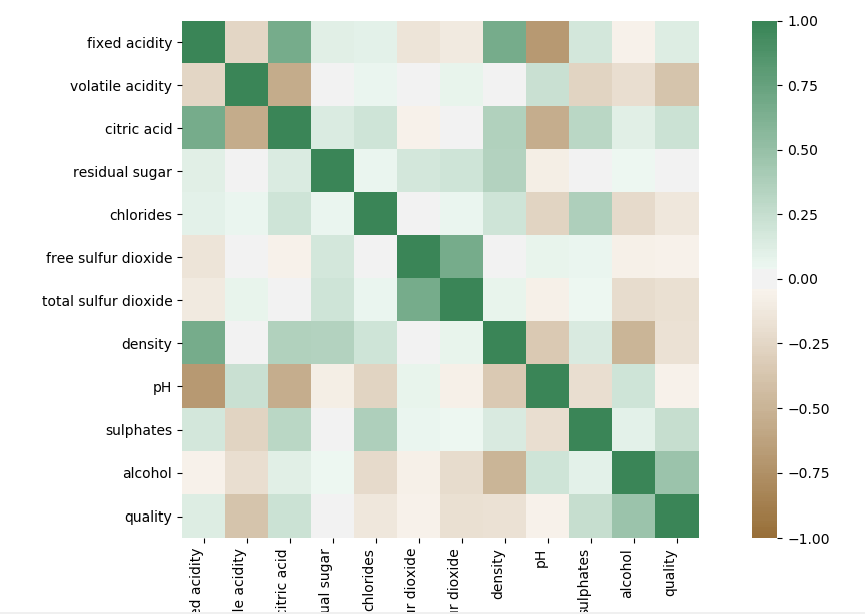 fixed acidity
volatile acidity
citric acid
residual sugar
chlorides
free sulfur dioxide
total sulfur dioxide
density
pH
sulphates
alcohol
quality
1.00
0.75
0.50
0.25
0.00
−0.25
−0.50
−0.75
−1.00
ed acidity
le acidity
citric acid
ual sugar
chlorides
ur dioxide
ur dioxide
density
pH
sulphates
alcohol
quality